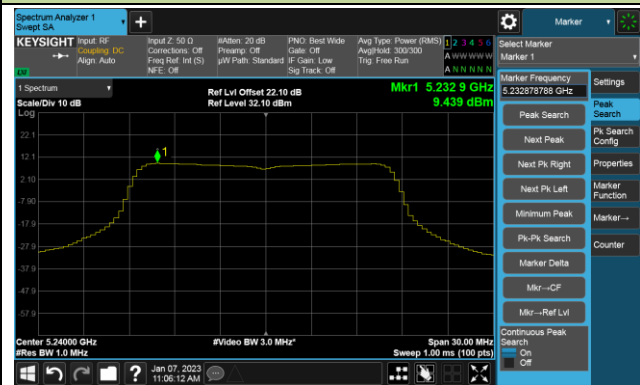 Spectrum Analyzer 1
Swept SA
Marker
KEYSIGHT
Input: RF
Coupling: DC
Align: Auto
Input Z: 50 Ω
Corrections: Off
Freq Ref: Int (S)
NFE: Off
#Atten: 20 dB
Preamp: Off
µW Path: Standard
PNO: Best Wide
Gate: Off
IF Gain: Low
Sig Track: Off
Avg Type: Power (RMS)
Avg|Hold: 300/300
Trig: Free Run
1 2 3 4 5 6
A W W W W W
A N N N N N
LXI
Select Marker
Marker 1
1 Spectrum
Scale/Div 10 dB
Log
Ref Lvl Offset 22.10 dB
Ref Level 32.10 dBm
Mkr1 5.232 9 GHz
9.439 dBm
22.1
12.1
2.10
-7.90
-17.9
-27.9
-37.9
-47.9
-57.9
1
Center 5.24000 GHz
#Res BW 1.0 MHz
#Video BW 3.0 MHz*
Span 30.00 MHz
Sweep 1.00 ms (100 pts)
Marker Frequency
5.232878788 GHz
Peak Search
Next Peak
Next Pk Right
Next Pk Left
Minimum Peak
Pk-Pk Search
Marker Delta
Mkr→CF
Mkr→Ref Lvl
Continuous Peak
Search
On
Off
Settings
Peak
Search
Pk Search
Config
Properties
Marker
Function
Marker→
Counter
Jan 07, 2023
11:06:12 AM